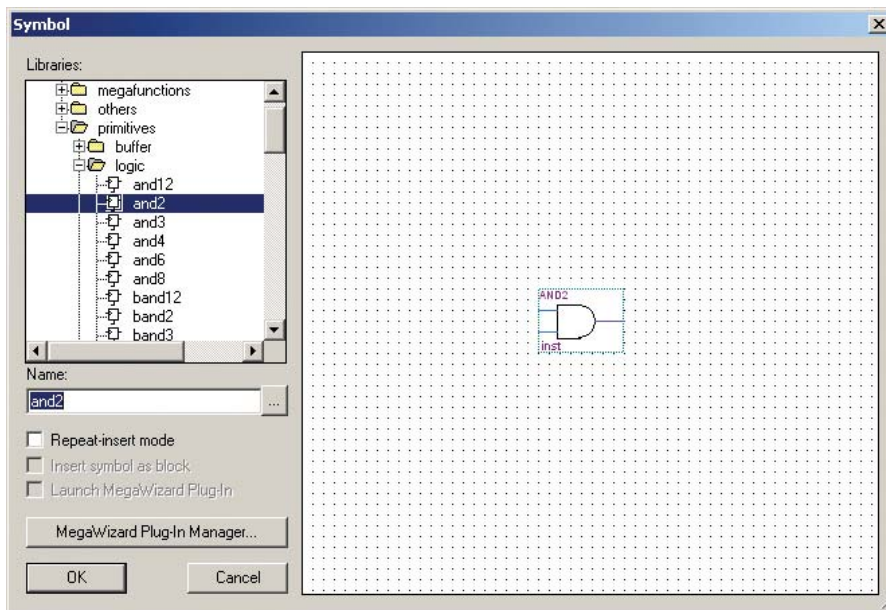 Symbol
Libraries:
megafunctions
others
primitives
buffer
logic
and12
and2
and3
and4
and6
and8
band12
band2
band3
Name:
and2
...
Repeat-insert mode
Insert symbol as block
Launch MegaWizard Plug-In
MegaWizard Plug-In Manager...
OK
Cancel
AND2
inst